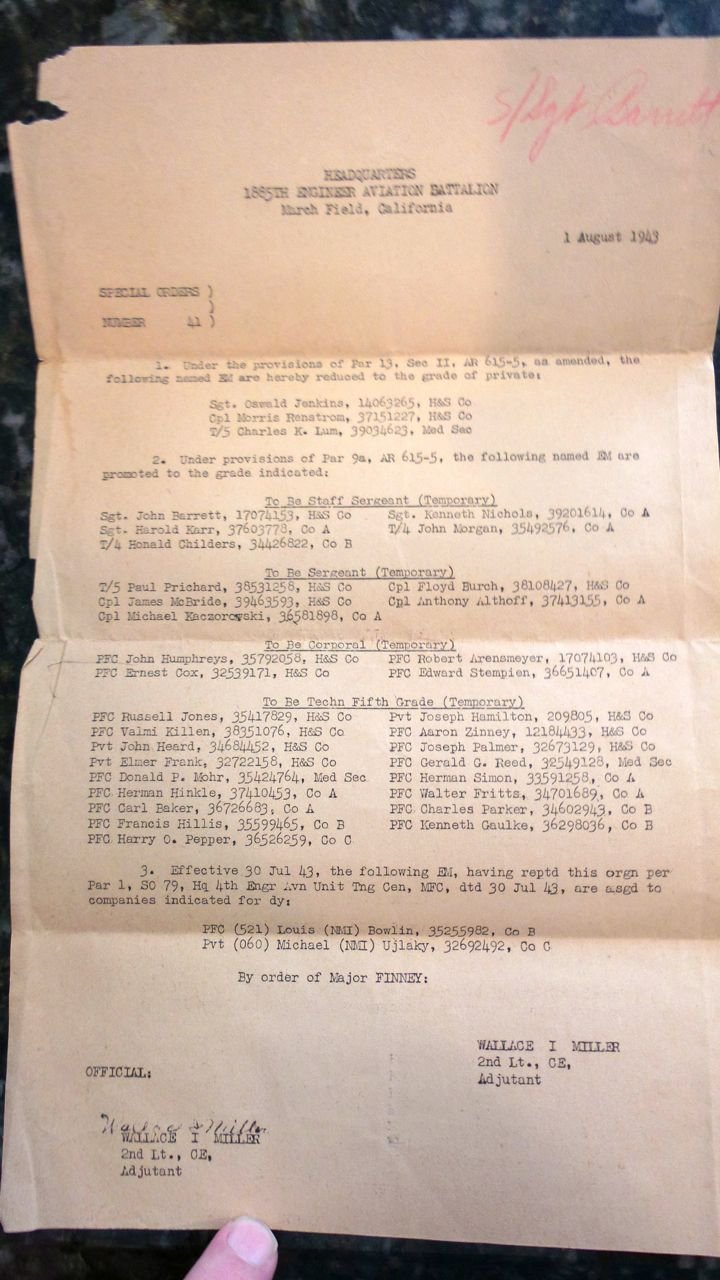 S/Sgt Barrett
HEADQUARTERS
1885TH ENGINEER AVIATION BATTALION
March Field, California
1 August 1943
SPECIAL ORDERS )
)
NUMBER 41 )
1. Under the provisions of Par 13, Sec II, AR 615-5, as amended, the
following named EM are hereby reduced to the grade of private:
Sgt. Oswald Jenkins, 14063265, H&S Co
Cpl Morris Renstrom, 37151227, H&S Co
T/5 Charles K. Lum, 39034623, Med Sec
2. Under provisions of Par 9a, AR 615-5, the following named EM are
promoted to the grade indicated:
To Be Staff Sergeant (Temporary)
Sgt. John Barrett, 17074153, H&S Co Sgt. Kenneth Nichols, 39201614, Co A
Sgt. Harold Karr, 37603778, Co A T/4 John Morgan, 35492576, Co A
T/4 Honald Childers, 34426822, Co B
To Be Sergeant (Temporary)
T/5 Paul Prichard, 38531258, H&S Co Cpl Floyd Burch, 38108427, H&S Co
Cpl James McBride, 39463593, H&S Co Cpl Anthony Althoff, 37413155, Co A
Cpl Michael Kaczorowski, 36581898, Co A
To Be Corporal (Temporary)
PFC John Humphreys, 35792058, H&S Co PFC Robert Arensmeyer, 17074103, H&S Co
PFC Ernest Cox, 32539171, H&S Co PFC Edward Stempien, 36651407, Co A
To Be Techn Fifth Grade (Temporary)
PFC Russell Jones, 35417829, H&S Co Pvt Joseph Hamilton, 209805, H&S Co
PFC Valmi Killen, 38351076, H&S Co PFC Aaron Zinney, 12184433, H&S Co
Pvt John Heard, 34684452, H&S Co PFC Joseph Palmer, 32673129, H&S Co
Pvt Elmer Frank, 32722158, H&S Co PFC Gerald G. Reed, 32549128, Med Sec
PFC Donald P. Mohr, 35424764, Med Sec PFC Herman Simon, 33591258, Co A
PFC Herman Hinkle, 37410453, Co A PFC Walter Fritts, 34701689, Co A
PFC Carl Baker, 36726683, Co A PFC Charles Parker, 34602943, Co B
PFC Francis Hillis, 35599465, Co B PFC Kenneth Gaulke, 36298036, Co B
PFC Harry O. Pepper, 36526259, Co C
3. Effective 30 Jul 43, the following EM, having reptd this orgn per
Par 1, SO 79, Hq 4th Engr Avn Unit Tng Cen, MFC, dtd 30 Jul 43, are asgd to
companies indicated for dy:
PFC (521) Louis (NMI) Bowlin, 35255982, Co B
Pvt (060) Michael (NMI) Ujlaky, 32692492, Co C
By order of Major FINNEY:
WALLACE I MILLER
2nd Lt., CE,
Adjutant
OFFICIAL:
Wallace I Miller
WALLACE I MILLER
2nd Lt., CE,
Adjutant